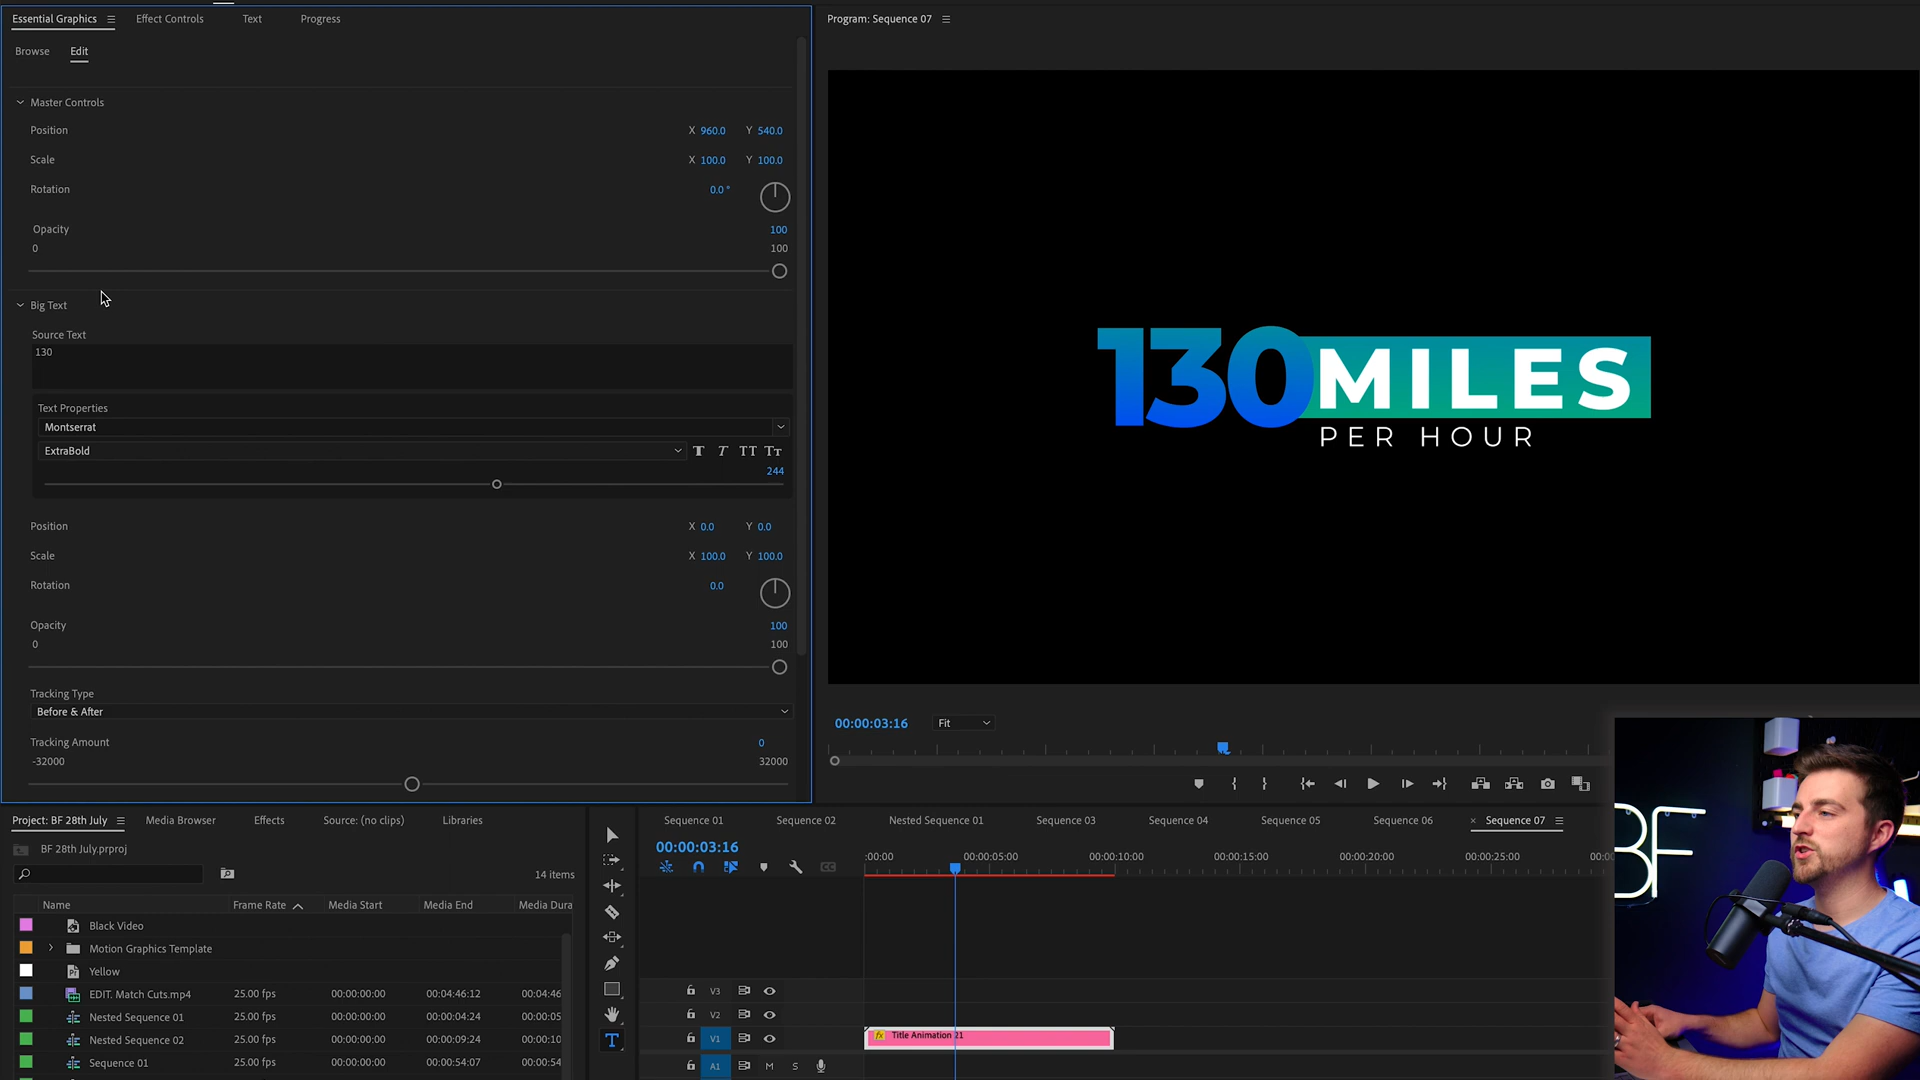 Essential Graphics
Effect Controls
Text
Progress
Program: Sequence 07
Browse
Edit
Master Controls
Position
X 960.0 Y 540.0
Scale
X 100.0 Y 100.0
Rotation
0.0 °
Opacity
100
0
100
Big Text
Source Text
130
Text Properties
Montserrat
ExtraBold
T T TT Tт
244
Position
X 0.0 Y 0.0
Scale
X 100.0 Y 100.0
Rotation
0.0
Opacity
100
0
100
Tracking Type
Before & After
Tracking Amount
0
-32000
32000
130 MILES
PER HOUR
00:00:03:16
Fit
Project: BF 28th July
Media Browser
Effects
Source: (no clips)
Libraries
BF 28th July.prproj
14 items
Name Frame Rate Media Start Media End Media Dura
Black Video
Motion Graphics Template
Yellow
EDIT. Match Cuts.mp4 25.00 fps 00:00:00:00 00:04:46:12 00:04:46
Nested Sequence 01 25.00 fps 00:00:00:00 00:00:04:24 00:00:05
Nested Sequence 02 25.00 fps 00:00:00:00 00:00:09:24 00:00:10
Sequence 01 25.00 fps 00:00:00:00 00:00:54:07 00:00:54
T
Sequence 01
Sequence 02
Nested Sequence 01
Sequence 03
Sequence 04
Sequence 05
Sequence 06
× Sequence 07
00:00:03:16
:00:00 00:00:05:00 00:00:10:00 00:00:15:00 00:00:20:00 00:00:25:00 00:00
CC
V3
V2
V1
fx Title Animation 21
A1 M S
BF